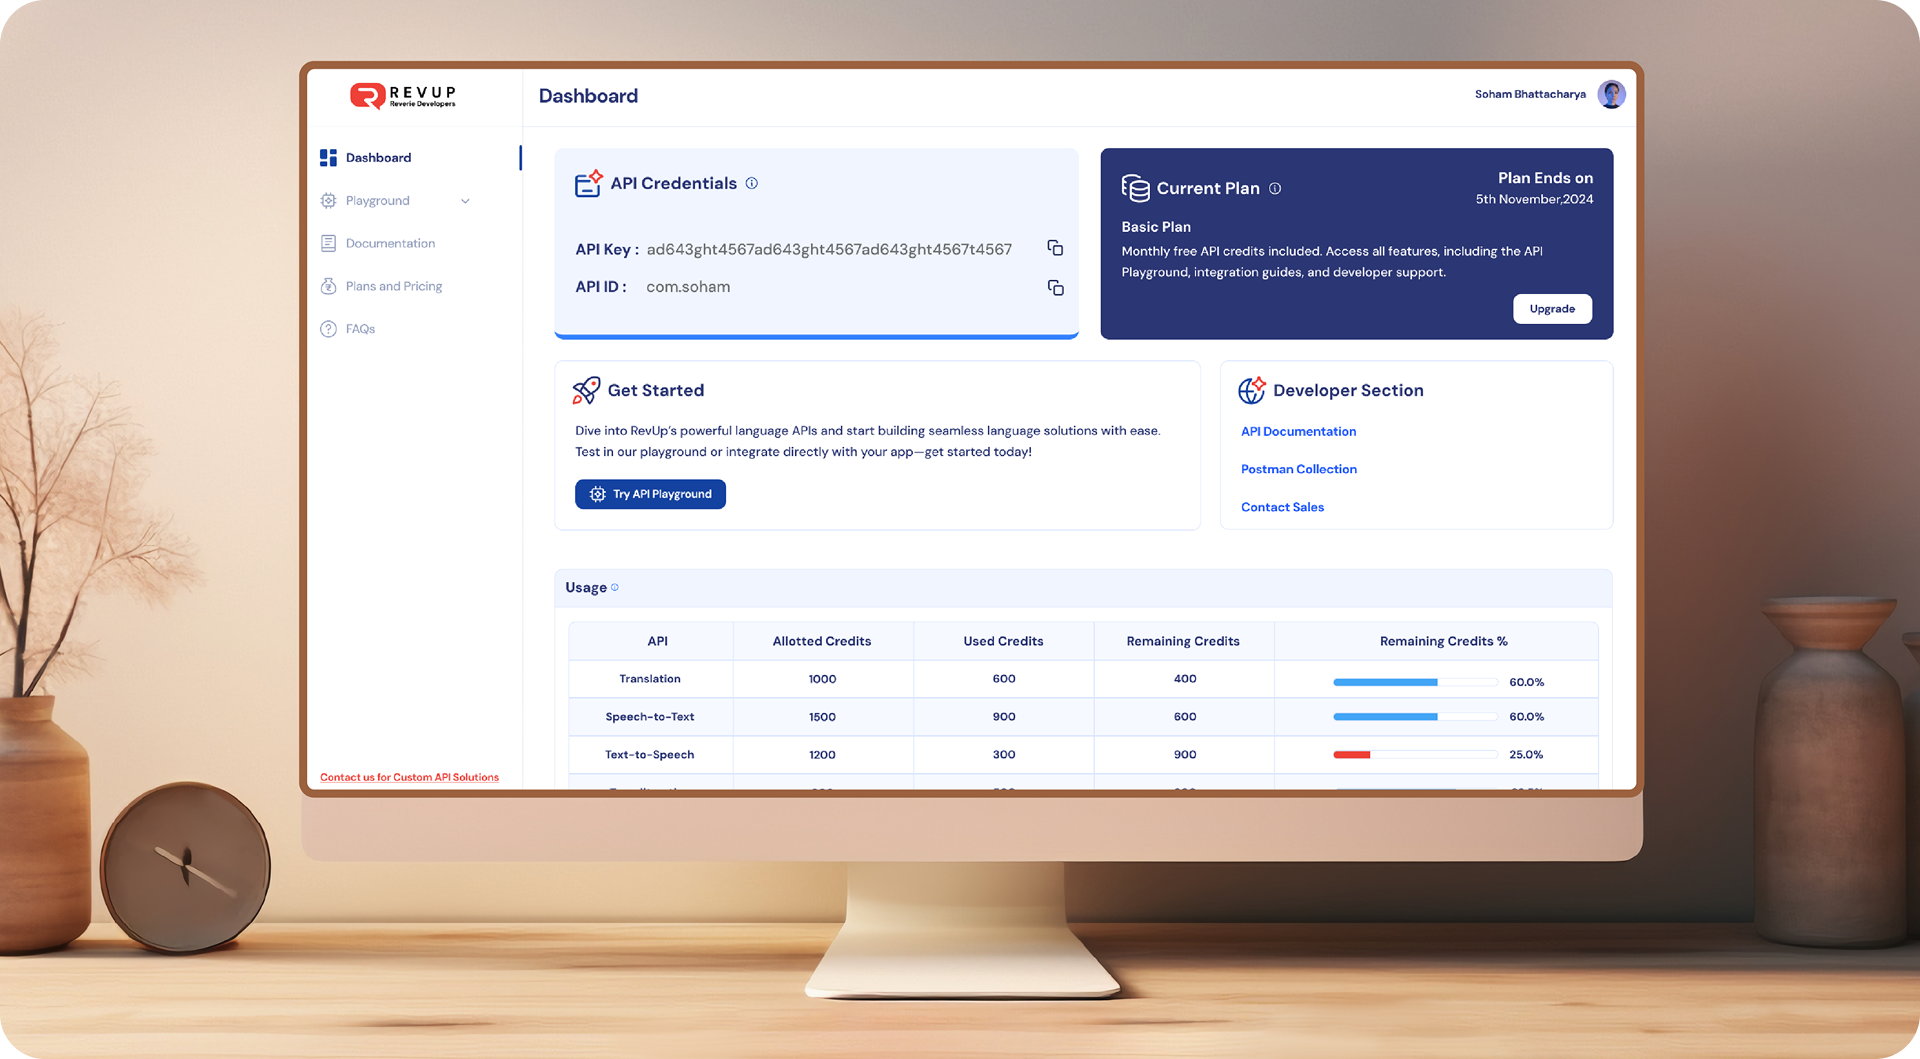 REVUP
Reverie Developers
Dashboard
Soham Bhattacharya
Dashboard
Playground
Documentation
Plans and Pricing
FAQs
Contact us for Custom API Solutions
API Credentials
API Key : ad643ght4567ad643ght4567ad643ght4567t4567
API ID : com.soham
Current Plan
Plan Ends on
5th November,2024
Basic Plan
Monthly free API credits included. Access all features, including the API
Playground, integration guides, and developer support.
Upgrade
Get Started
Dive into RevUp's powerful language APIs and start building seamless language solutions with ease.
Test in our playground or integrate directly with your app—get started today!
Try API Playground
Developer Section
API Documentation
Postman Collection
Contact Sales
Usage
API Allotted Credits Used Credits Remaining Credits Remaining Credits %
Translation 1000 600 400 60.0%
Speech-to-Text 1500 900 600 60.0%
Text-to-Speech 1200 300 900 25.0%